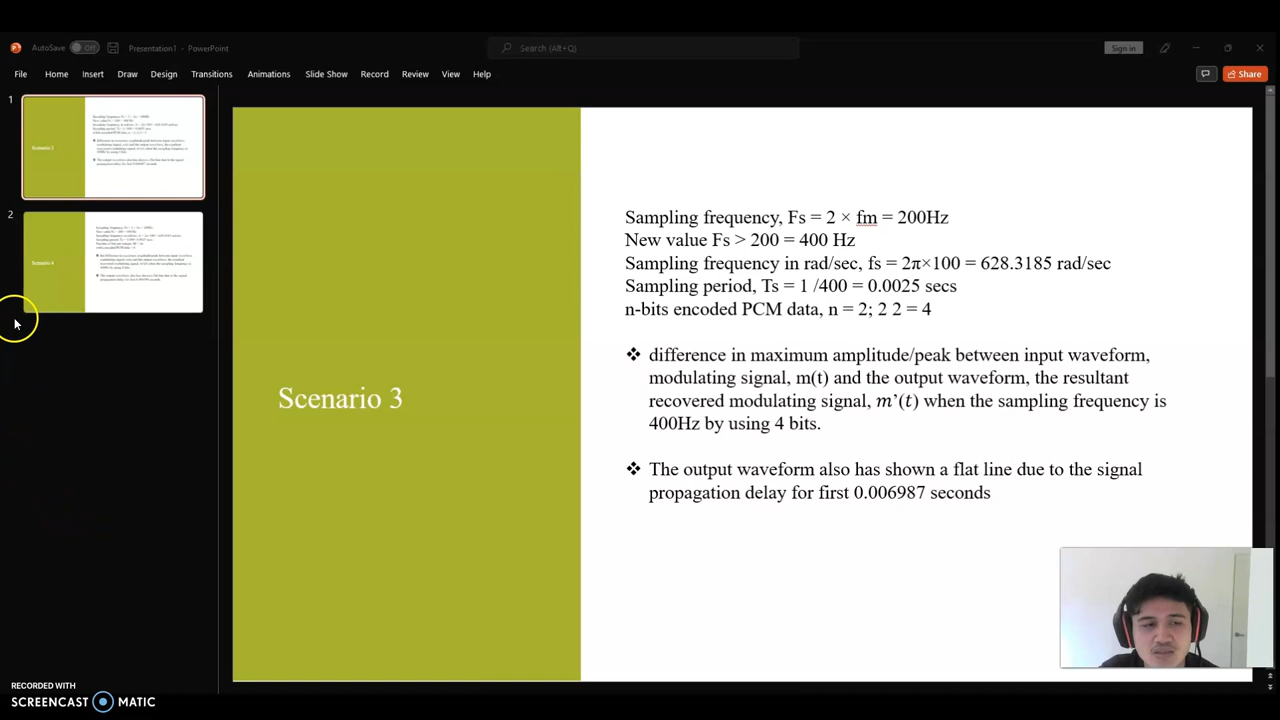 AutoSave Off Presentation1 - PowerPoint Search (Alt+Q) Sign in
File Home Insert Draw Design Transitions Animations Slide Show Record Review View Help Share
1
Scenario 3
2
Scenario 4
Scenario 3
Sampling frequency, Fs = 2 × fm = 200Hz
New value Fs > 200 = 400 Hz
Sampling frequency in rad/sec, fs = 2π×100 = 628.3185 rad/sec
Sampling period, Ts = 1 /400 = 0.0025 secs
n-bits encoded PCM data, n = 2; 2 2 = 4
❖ difference in maximum amplitude/peak between input waveform,
modulating signal, m(t) and the output waveform, the resultant
recovered modulating signal, m’(t) when the sampling frequency is
400Hz by using 4 bits.
❖ The output waveform also has shown a flat line due to the signal
propagation delay for first 0.006987 seconds
RECORDED WITH
SCREENCAST MATIC